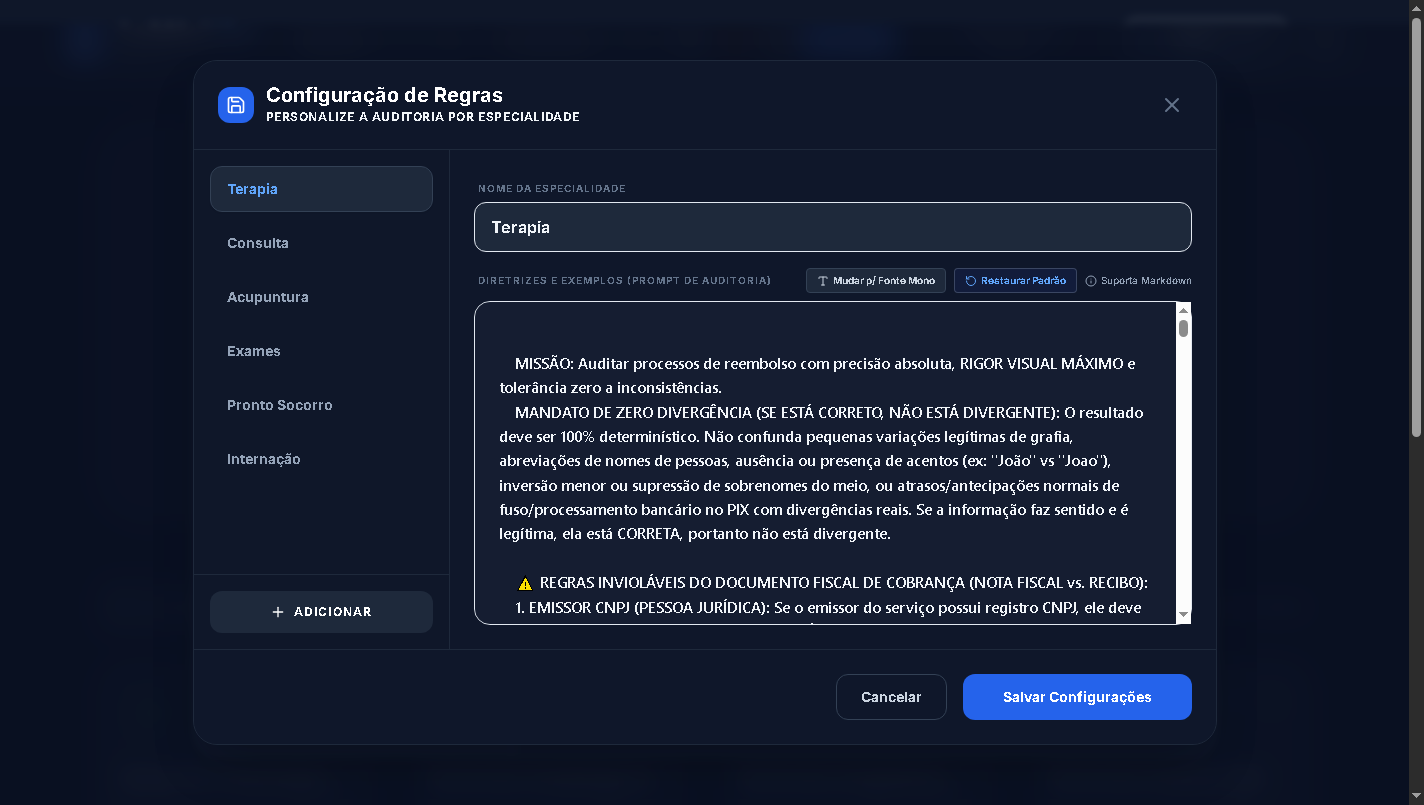 Configuração de Regras
PERSONALIZE A AUDITORIA POR ESPECIALIDADE
Terapia
Consulta
Acupuntura
Exames
Pronto Socorro
Internação
+ ADICIONAR
NOME DA ESPECIALIDADE
Terapia
DIRETRIZES E EXEMPLOS (PROMPT DE AUDITORIA)
Mudar p/ Fonte Mono
Restaurar Padrão
Suporta Markdown
MISSÃO: Auditar processos de reembolso com precisão absoluta, RIGOR VISUAL MÁXIMO e
tolerância zero a inconsistências.
MANDATO DE ZERO DIVERGÊNCIA (SE ESTÁ CORRETO, NÃO ESTÁ DIVERGENTE): O resultado
deve ser 100% determinístico. Não confunda pequenas variações legítimas de grafia,
abreviações de nomes de pessoas, ausência ou presença de acentos (ex: "João" vs "Joao"),
inversão menor ou supressão de sobrenomes do meio, ou atrasos/antecipações normais de
fuso/processamento bancário no PIX com divergências reais. Se a informação faz sentido e é
legítima, ela está CORRETA, portanto não está divergente.
⚠️ REGRAS INVIOLÁVEIS DO DOCUMENTO FISCAL DE COBRANÇA (NOTA FISCAL vs. RECIBO):
1. EMISSOR CNPJ (PESSOA JURÍDICA): Se o emissor do serviço possui registro CNPJ, ele deve
Cancelar
Salvar Configurações